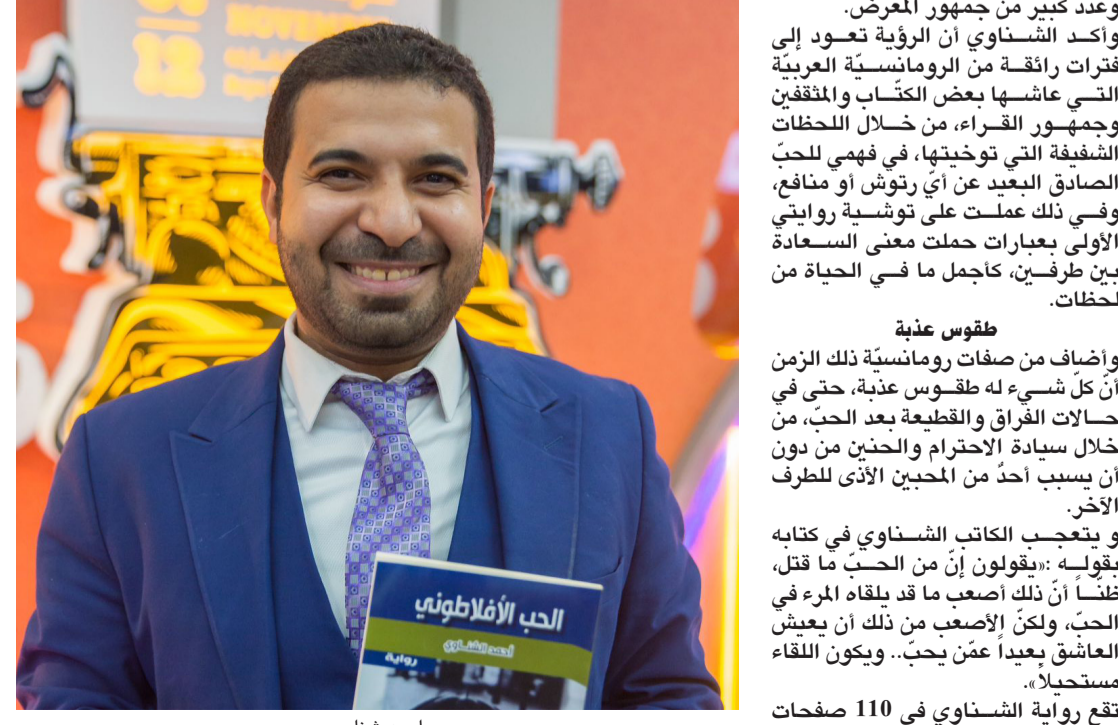 وعدد كبير من جمهور المعرض.
وأكد الشناوي أن الرؤية تعود إلى
فترات رائقة من الرومانسيّة العربيّة
التي عاشها بعض الكتّاب والمثقفين
وجمهور القراء، من خلال اللحظات
الشفيفة التي توخيتها، في فهمي للحبّ
الصادق البعيد عن أيّ رتوش أو منافع،
وفي ذلك عملت على توشية روايتي
الأولى بعبارات حملت معنى السعادة
بين طرفين، كأجمل ما في الحياة من
لحظات.
طقوس عذبة
وأضاف من صفات رومانسيّة ذلك الزمن
أنّ كلّ شيء له طقوس عذبة، حتى في
حالات الفراق والقطيعة بعد الحبّ، من
خلال سيادة الاحترام والحنين من دون
أن يسبب أحدٌ من المحبين الأذى للطرف
الآخر.
و يتعجب الكاتب الشناوي في كتابه
بقوله :«يقولون إنّ من الحبّ ما قتل،
ظنّاً أنّ ذلك أصعب ما قد يلقاه المرء في
الحبّ، ولكنّ الأصعب من ذلك أن يعيش
العاشق بعيداً عمّن يحبّ.. ويكون اللقاء
مستحيلاً».
تقع رواية الشناوي في 110 صفحات
NOVEMBER
12
الحب الأفلاطوني
أحمد الشناوي
رواية